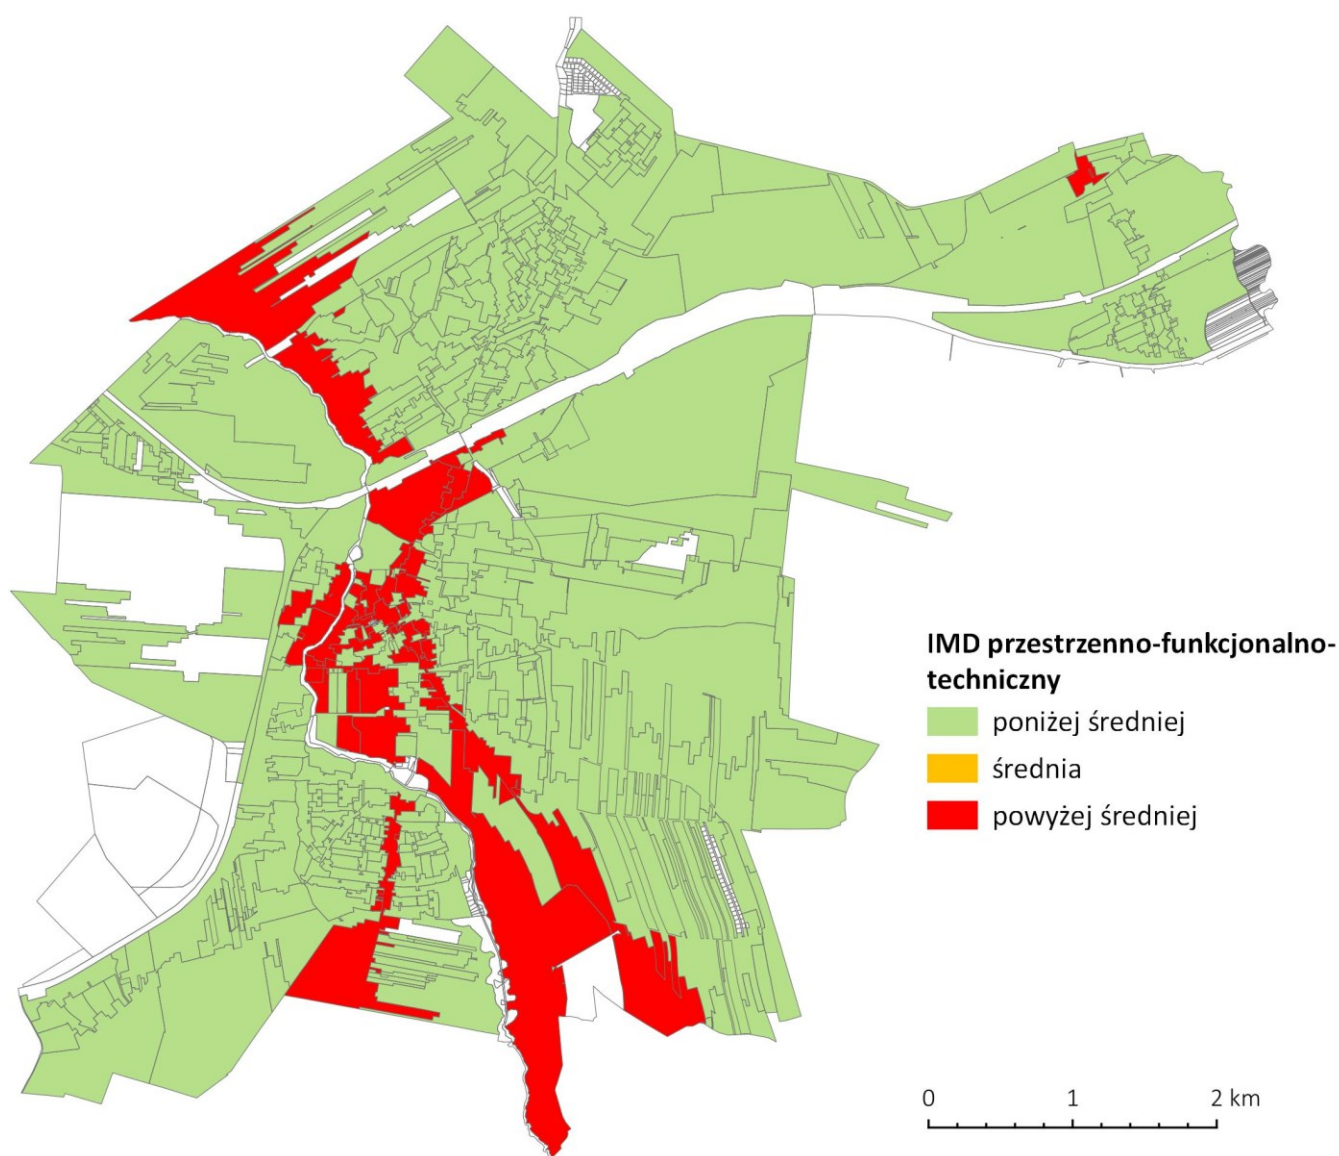 IMD przestrzenno-funkcjonalno-
techniczny
poniżej średniej
średnia
powyżej średniej
0 1 2 km